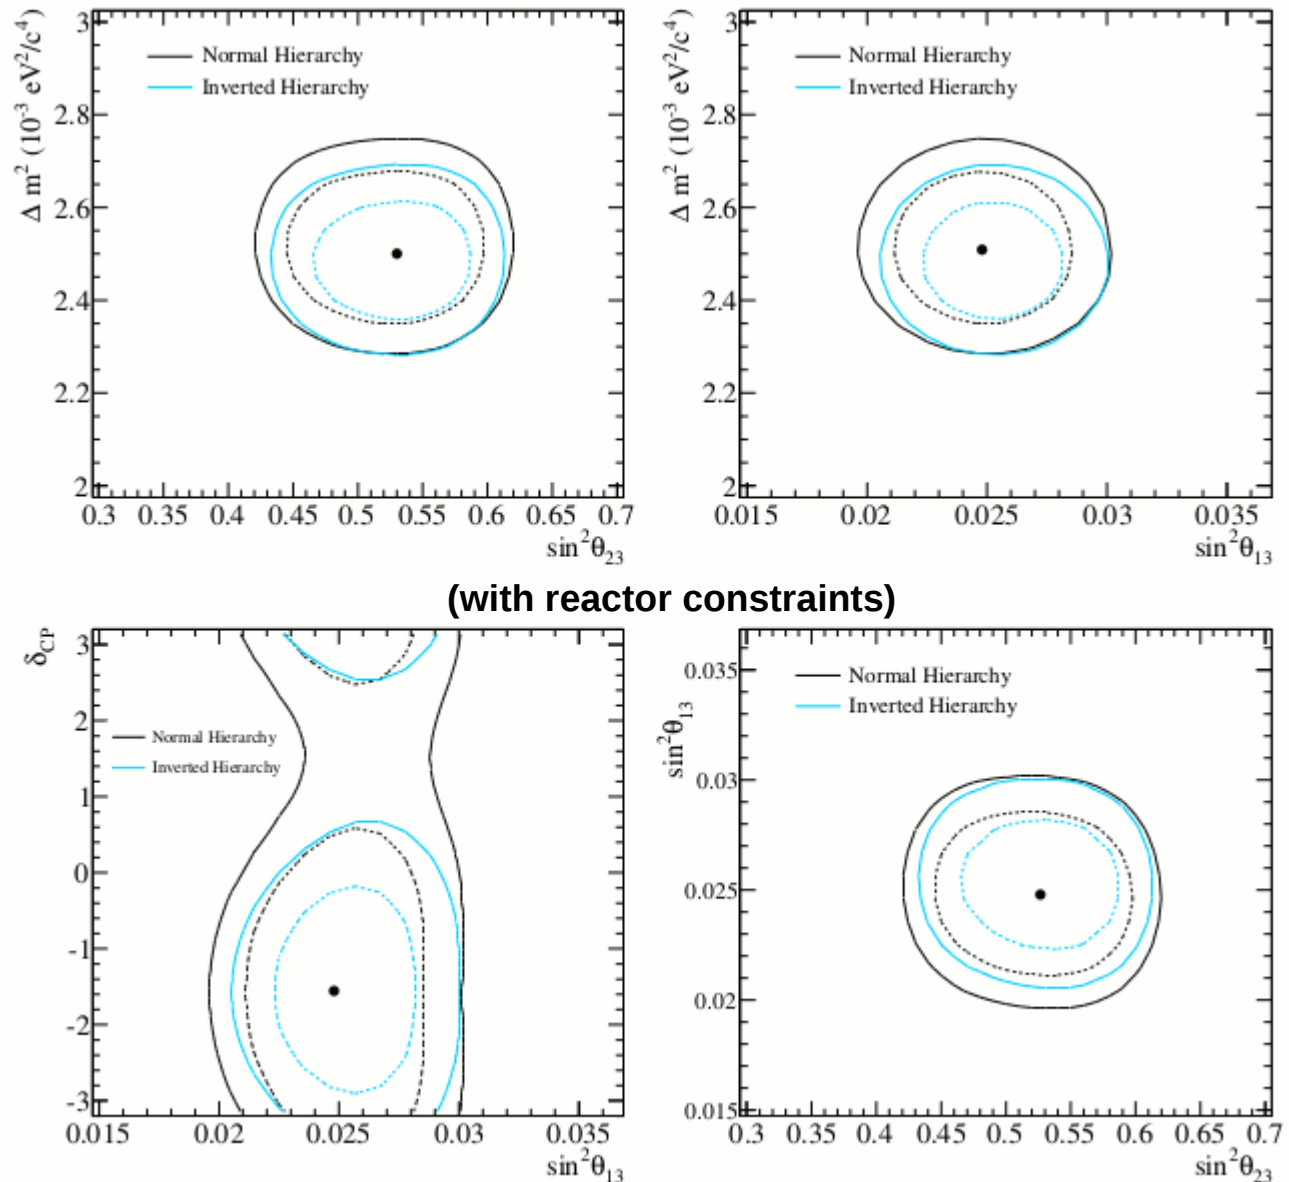 Δ m² (10⁻³ eV²/c⁴)
3
2.8
2.6
2.4
2.2
2
Normal Hierarchy
Inverted Hierarchy
0.3 0.35 0.4 0.45 0.5 0.55 0.6 0.65 0.7
sin²θ₂₃
Δ m² (10⁻³ eV²/c⁴)
3
2.8
2.6
2.4
2.2
2
Normal Hierarchy
Inverted Hierarchy
0.015 0.02 0.025 0.03 0.035
sin²θ₁₃
(with reactor constraints)
δCP
3
2
1
0
-1
-2
-3
Normal Hierarchy
Inverted Hierarchy
0.015 0.02 0.025 0.03 0.035
sin²θ₁₃
sin²θ₁₃
0.035
0.03
0.025
0.02
0.015
Normal Hierarchy
Inverted Hierarchy
0.3 0.35 0.4 0.45 0.5 0.55 0.6 0.65 0.7
sin²θ₂₃